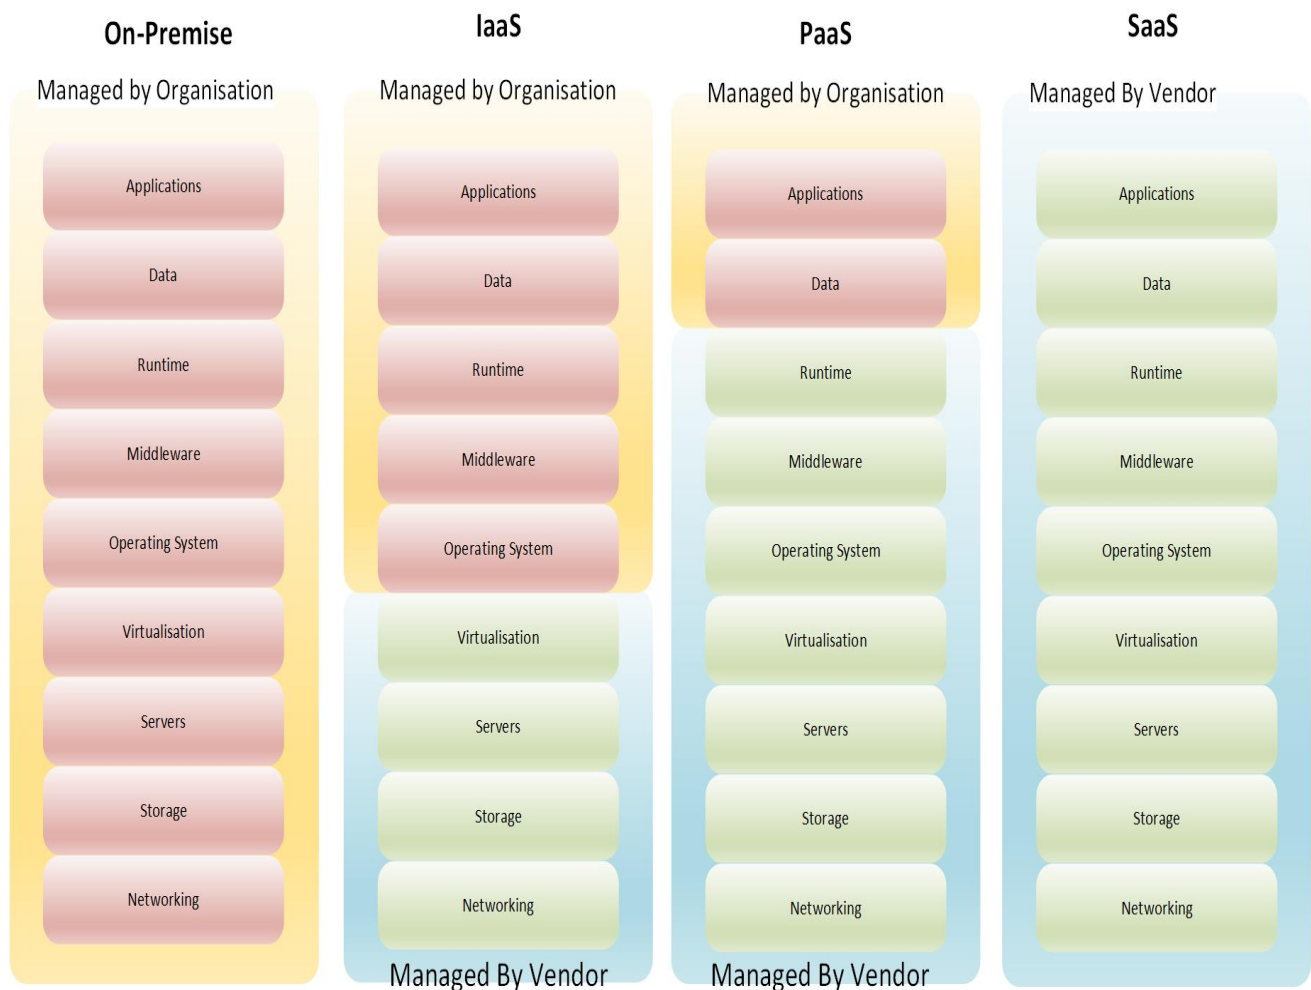 On-Premise
Managed by Organisation
Applications
Data
Runtime
Middleware
Operating System
Virtualisation
Servers
Storage
Networking
IaaS
Managed by Organisation
Applications
Data
Runtime
Middleware
Operating System
Virtualisation
Servers
Storage
Networking
Managed By Vendor
PaaS
Managed by Organisation
Applications
Data
Runtime
Middleware
Operating System
Virtualisation
Servers
Storage
Networking
Managed By Vendor
SaaS
Managed By Vendor
Applications
Data
Runtime
Middleware
Operating System
Virtualisation
Servers
Storage
Networking